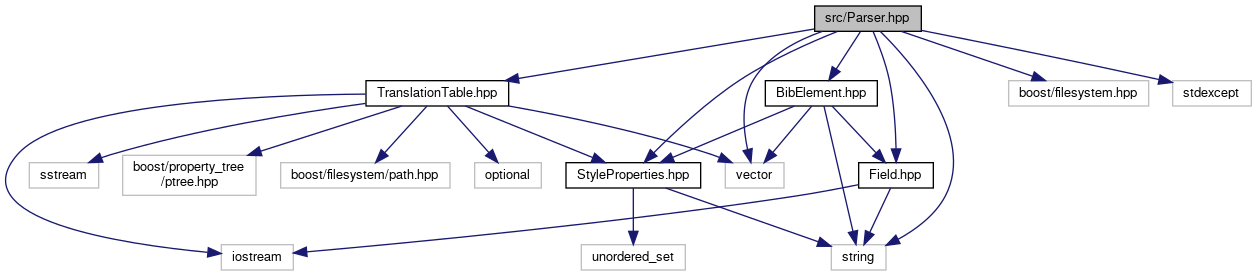 src/Parser.hpp
TranslationTable.hpp
BibElement.hpp
boost/filesystem.hpp
stdexcept
sstream
boost/property_tree
/ptree.hpp
boost/filesystem/path.hpp
optional
StyleProperties.hpp
vector
Field.hpp
iostream
unordered_set
string